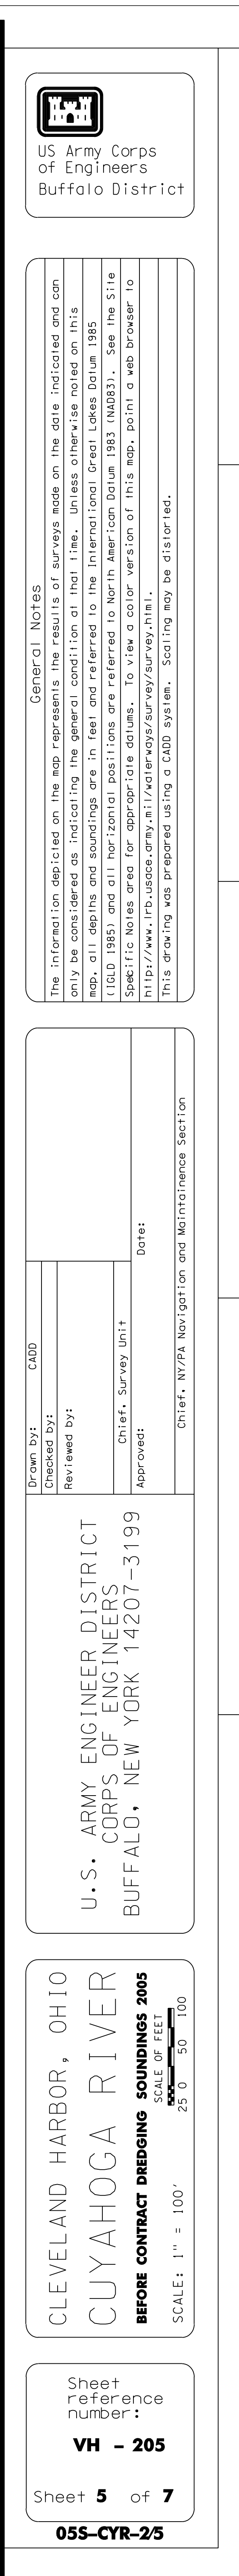 US Army Corps
of Engineers
Buffalo District
General Notes
The information depicted on the map represents the results of surveys made on the date indicated and can
only be considered as indicating the general condition at that time. Unless otherwise noted on this
map, all depths and soundings are in feet and referred to the International Great Lakes Datum 1985
(IGLD 1985) and all horizontal positions are referred to North American Datum 1983 (NAD83). See the Site
Specific Notes area for appropriate datums. To view a color version of this map, point a web browser to
http://www.lrb.usace.army.mil/waterways/survey/survey.html.
This drawing was prepared using a CADD system. Scaling may be distorted.
Drawn by: CADD
Checked by:
Reviewed by:
Chief, Survey Unit
Approved: Date:
Chief, NY/PA Navigation and Maintainence Section
U.S. ARMY ENGINEER DISTRICT
CORPS OF ENGINEERS
BUFFALO, NEW YORK 14207-3199
CLEVELAND HARBOR, OHIO
CUYAHOGA RIVER
BEFORE CONTRACT DREDGING SOUNDINGS 2005
SCALE OF FEET
SCALE: 1" = 100' 25 0 50 100
Sheet
reference
number:
VH - 205
Sheet 5 of 7
05S-CYR-2/5